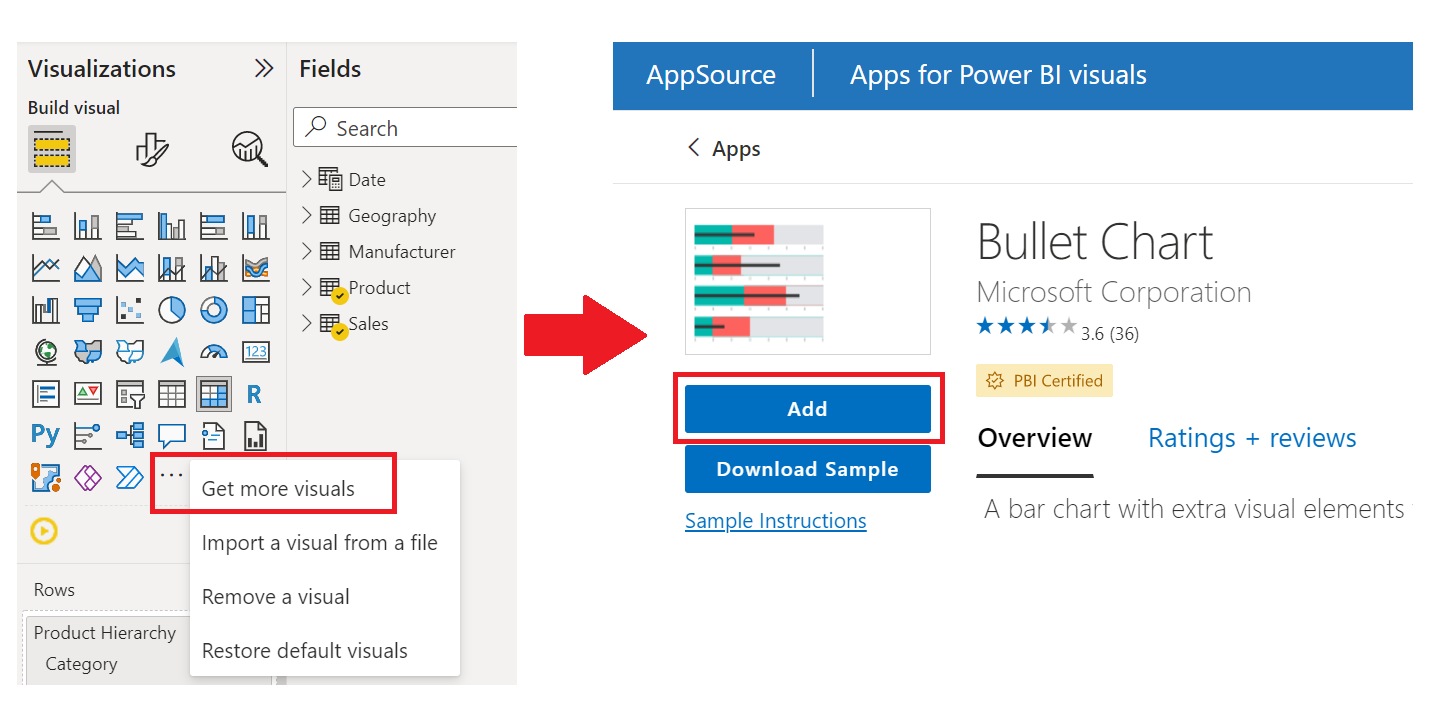 Visualizations
Build visual
Fields
Search
Date
Geography
Manufacturer
Product
Sales
123
R
Py
...
Get more visuals
Import a visual from a file
Remove a visual
Restore default visuals
Rows
Product Hierarchy
Category
AppSource
Apps for Power BI visuals
Apps
Bullet Chart
Microsoft Corporation
3.6 (36)
PBI Certified
Add
Download Sample
Sample Instructions
Overview
Ratings + reviews
A bar chart with extra visual elements